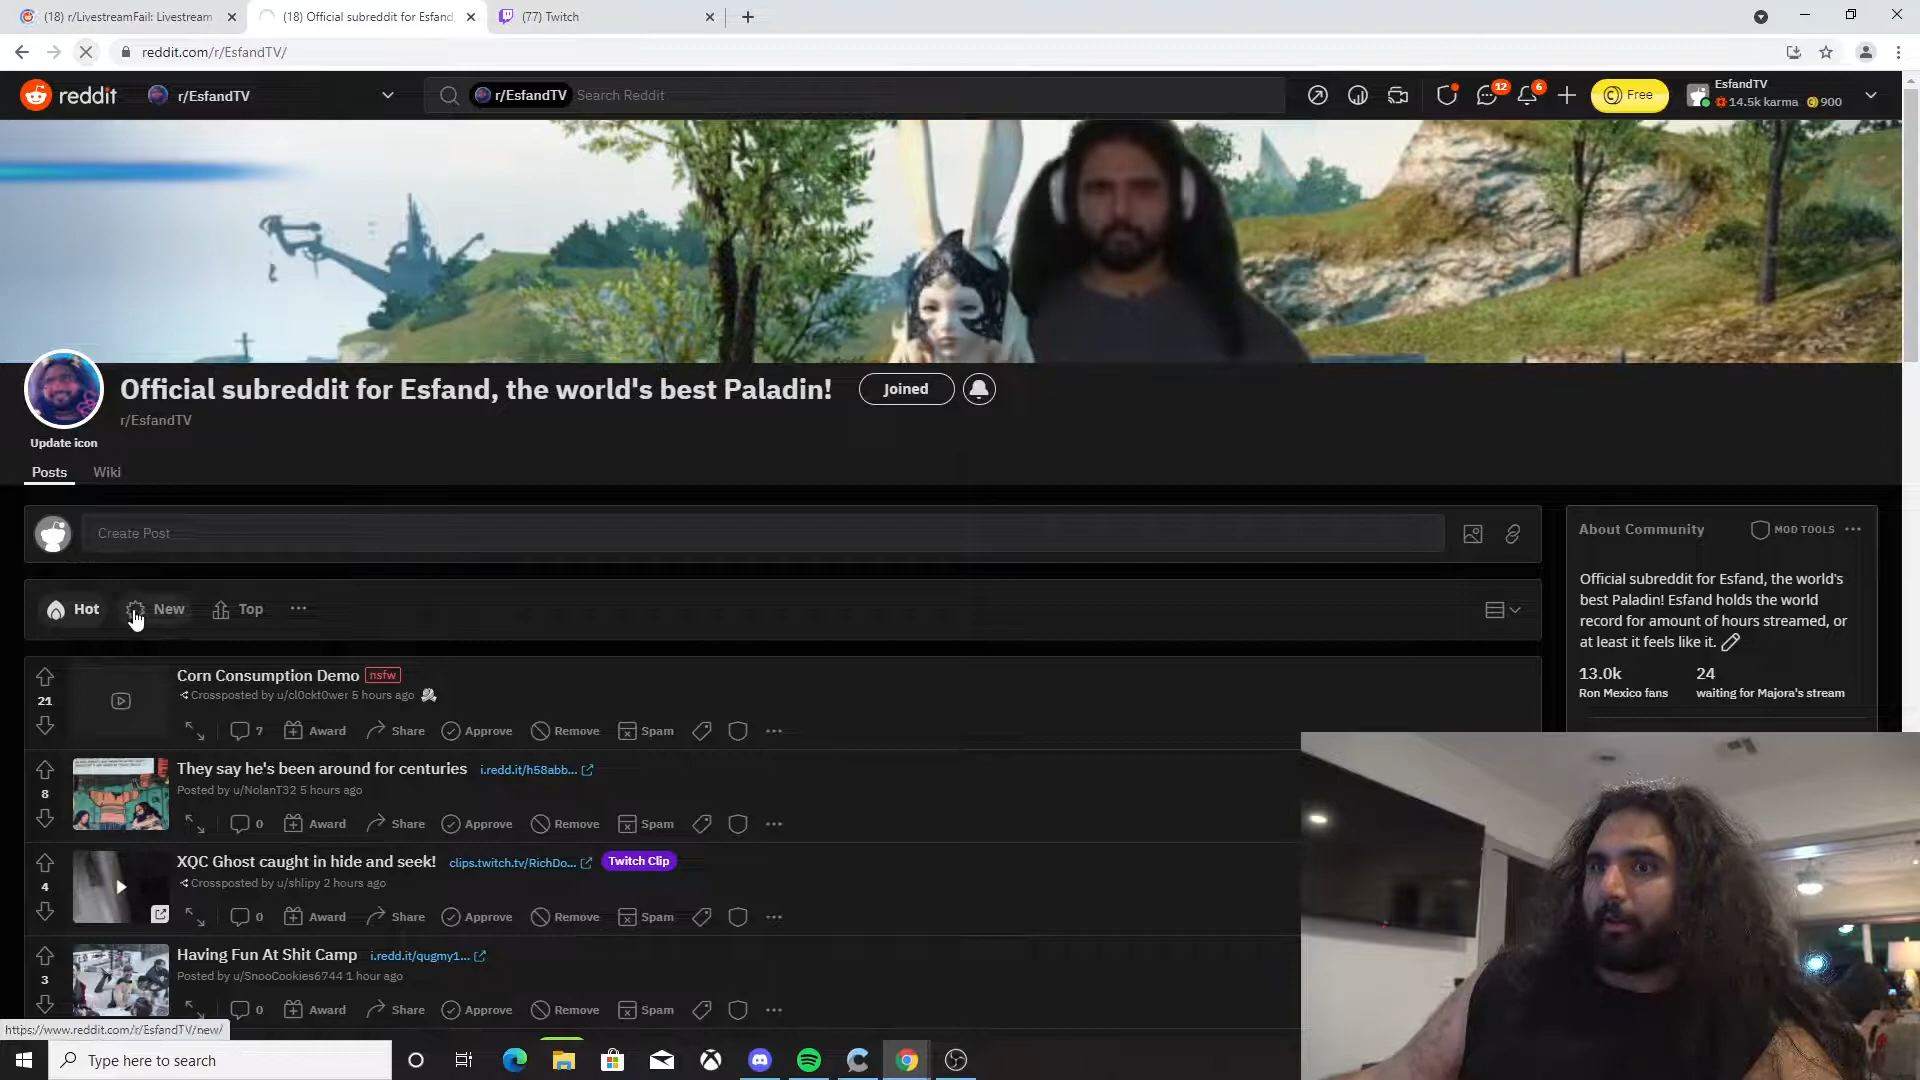 (18) r/LivestreamFail: Livestream
(18) Official subreddit for Esfand,
(77) Twitch
reddit.com/r/EsfandTV/
reddit
r/EsfandTV
r/EsfandTV
Search Reddit
12
6
Free
EsfandTV
14.5k karma
900
Official subreddit for Esfand, the world's best Paladin!
Joined
r/EsfandTV
Update icon
Posts
Wiki
Create Post
Hot
New
Top
About Community
MOD TOOLS
Official subreddit for Esfand, the world's
best Paladin! Esfand holds the world
record for amount of hours streamed, or
at least it feels like it.
13.0k
24
Ron Mexico fans
waiting for Majora's stream
21
Corn Consumption Demo nsfw
Crossposted by u/cl0ckt0wer 5 hours ago
7 Award Share Approve Remove Spam
8
They say he's been around for centuries i.redd.it/h58abb...
Posted by u/NolanT32 5 hours ago
0 Award Share Approve Remove Spam
4
XQC Ghost caught in hide and seek! clips.twitch.tv/RichDo... Twitch Clip
Crossposted by u/shlipy 2 hours ago
0 Award Share Approve Remove Spam
3
Having Fun At Shit Camp i.redd.it/qugmy1...
Posted by u/SnooCookies6744 1 hour ago
0 Award Share Approve Remove Spam
https://www.reddit.com/r/EsfandTV/new/
Type here to search